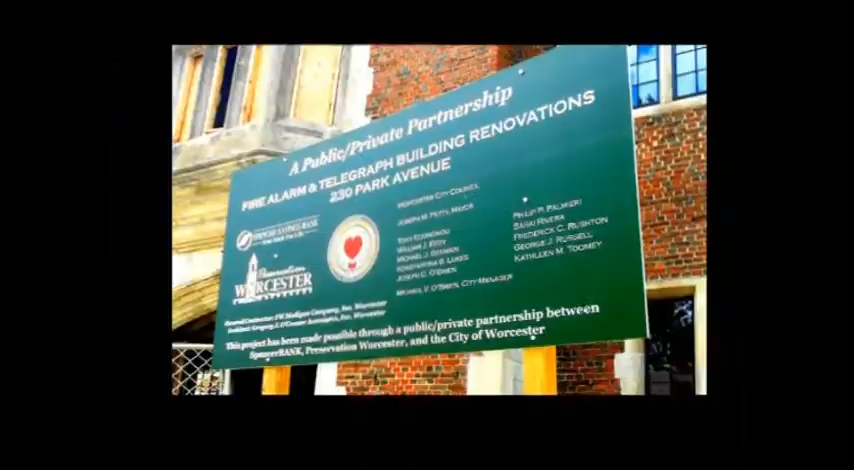 A Public/Private Partnership
FIRE ALARM & TELEGRAPH BUILDING RENOVATIONS
230 PARK AVENUE
WORCESTER CITY COUNCIL
JOSEPH M. PETTY, MAYOR
WILLIAM J. EDDY
KONSTANTINA B. LUKES
JOSEPH C. O'BRIEN
PHILIP P. PALMIERI
SARAI RIVERA
FREDERICK C. RUSHTON
GEORGE J. RUSSELL
KATHLEEN M. TOOMEY
MICHAEL V. O'BRIEN, CITY MANAGER
SPENCER SAVINGS BANK
Preservation
WORCESTER
This project has been made possible through a public/private partnership between
SpencerBANK, Preservation Worcester, and the City of Worcester